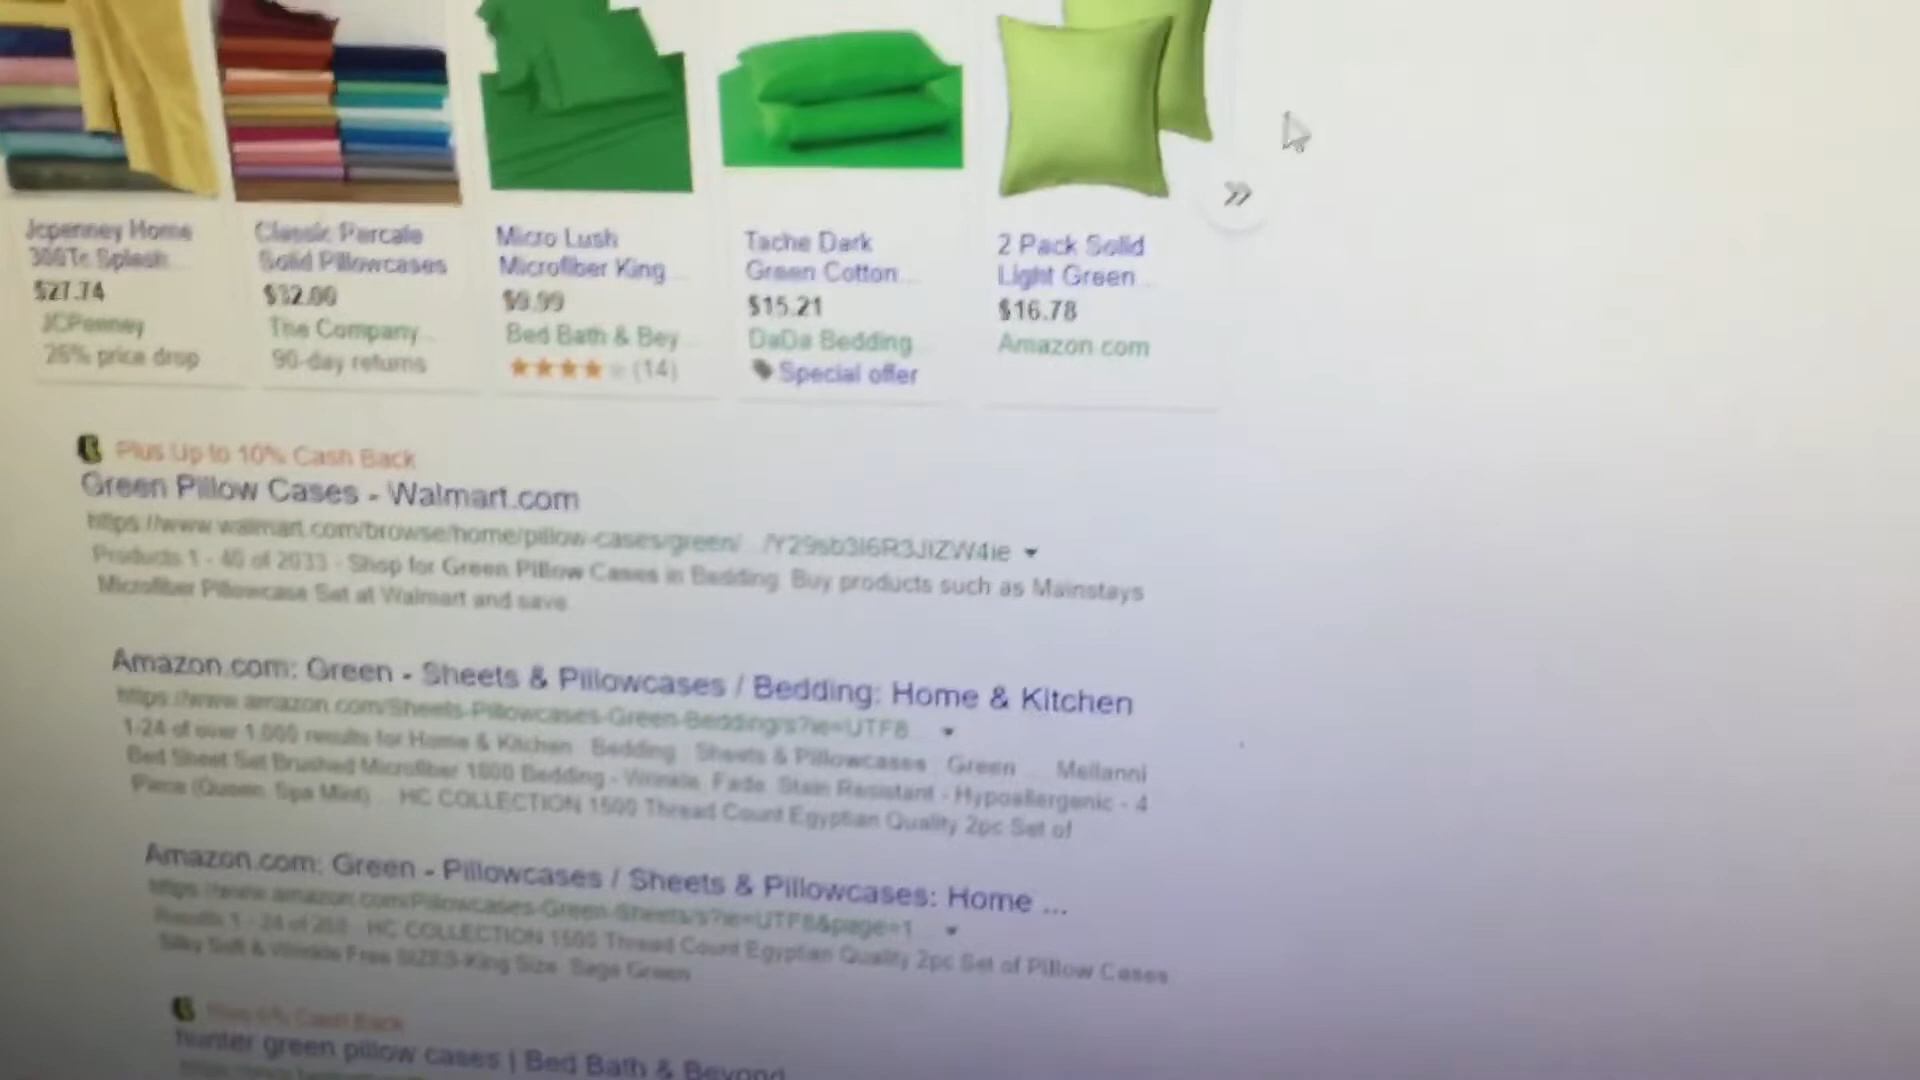 Jcpenney Home
300Tc Splash...
$27.74
JCPenney
26% price drop
Classic Percale
Solid Pillowcases
$32.00
The Company...
90-day returns
Micro Lush
Microfiber King...
$9.99
Bed Bath & Bey...
(14)
Tache Dark
Green Cotton...
$15.21
DaDa Bedding...
Special offer
2 Pack Solid
Light Green...
$16.78
Amazon.com
Plus Up to 10% Cash Back
Green Pillow Cases - Walmart.com
https://www.walmart.com/browse/home/pillow-cases/green/.../
Products 1 - 40 of 2033 - Shop for Green Pillow Cases in Bedding. Buy products such as Mainstays
Microfiber Pillowcase Set at Walmart and save.
Amazon.com: Green - Sheets & Pillowcases / Bedding: Home & Kitchen
https://www.amazon.com/Sheets-Pillowcases-Green-Bedding/s?ie=UTF8...
1-24 of over 1,000 results for Home & Kitchen : Bedding : Sheets & Pillowcases : Green ... Mellanni
Bed Sheet Set Brushed Microfiber 1800 Bedding - Wrinkle, Fade, Stain Resistant - Hypoallergenic - 4
Piece (Queen, Spa Mint) ... HC COLLECTION 1500 Thread Count Egyptian Quality 2pc Set of
Amazon.com: Green - Pillowcases / Sheets & Pillowcases: Home ...
https://www.amazon.com/Pillowcases-Green-Sheets/s?ie=UTF8&page=1...
Results 1 - 24 of HC COLLECTION 1500 Thread Count Egyptian Quality 2pc Set of Pillow Cases
Silky Soft & Wrinkle Free SIZES-King Size, Sage Green
Cash Back
hunter green pillow cases | Bed Bath & Beyond